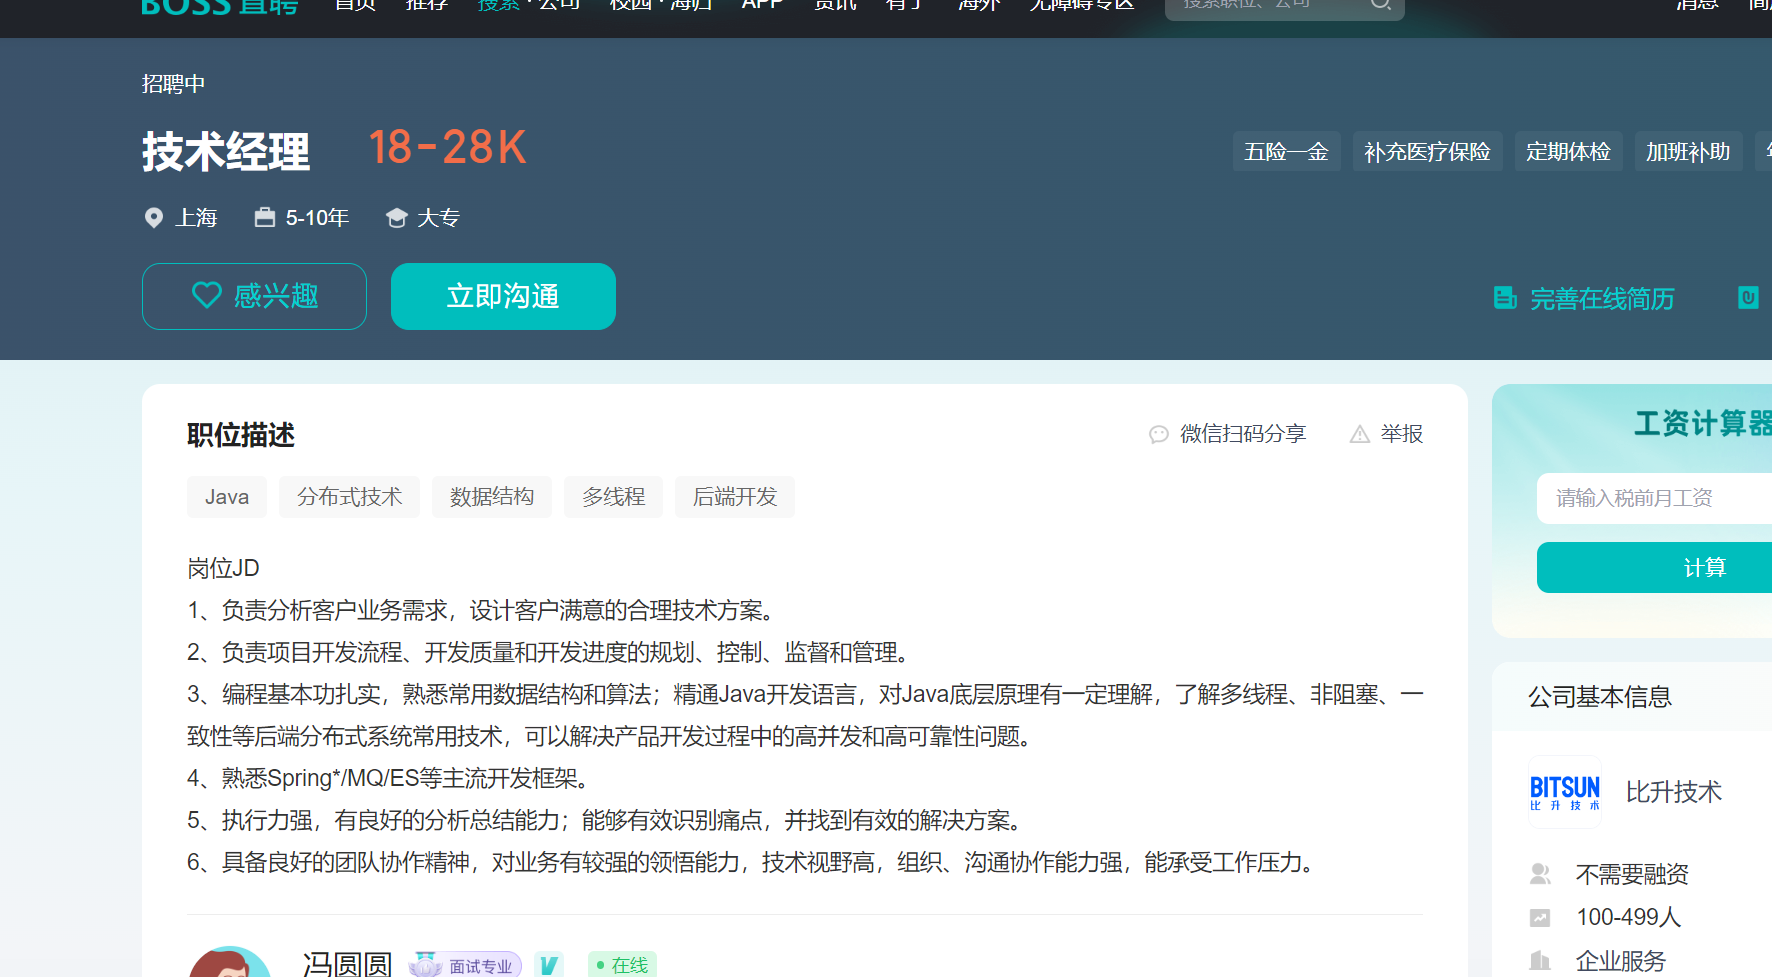 BOSS 直聘 首页 推荐 搜索 · 公司 校园 · 海归 APP 资讯 有了 海外 无障碍专区 搜索职位、公司 消息
招聘中
技术经理 18-28K
五险一金 补充医疗保险 定期体检 加班补助
上海 5-10年 大专
感兴趣 立即沟通
完善在线简历
职位描述
微信扫码分享 举报
Java 分布式技术 数据结构 多线程 后端开发
岗位JD
1、负责分析客户业务需求，设计客户满意的合理技术方案。
2、负责项目开发流程、开发质量和开发进度的规划、控制、监督和管理。
3、编程基本功扎实，熟悉常用数据结构和算法；精通Java开发语言，对Java底层原理有一定理解，了解多线程、非阻塞、一
致性等后端分布式系统常用技术，可以解决产品开发过程中的高并发和高可靠性问题。
4、熟悉Spring*/MQ/ES等主流开发框架。
5、执行力强，有良好的分析总结能力；能够有效识别痛点，并找到有效的解决方案。
6、具备良好的团队协作精神，对业务有较强的领悟能力，技术视野高，组织、沟通协作能力强，能承受工作压力。
冯圆圆 面试专业 在线
工资计算器
请输入税前月工资
计算
公司基本信息
BITSUN
比升技术
比升技术
不需要融资
100-499人
企业服务